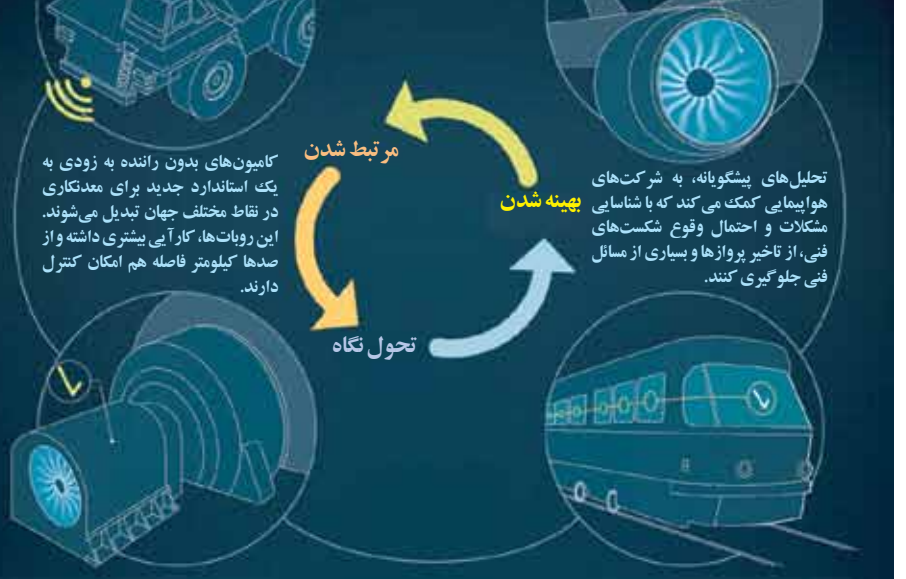 تحلیل‌های پیشگویانه، به شرکت‌های
هواپیمایی کمک می‌کند که با شناسایی
مشکلات و احتمال وقوع شکست‌های
فنی، از تاخیر پروازها و بسیاری از مسائل
فنی جلوگیری کنند.
بهینه شدن
مرتبط شدن
تحول نگاه
کامیون‌های بدون راننده به زودی به
یک استاندارد جدید برای معدنکاری
در نقاط مختلف جهان تبدیل می‌شوند.
این روبات‌ها، کارآیی بیشتری داشته و از
صدها کیلومتر فاصله هم امکان کنترل
دارند.